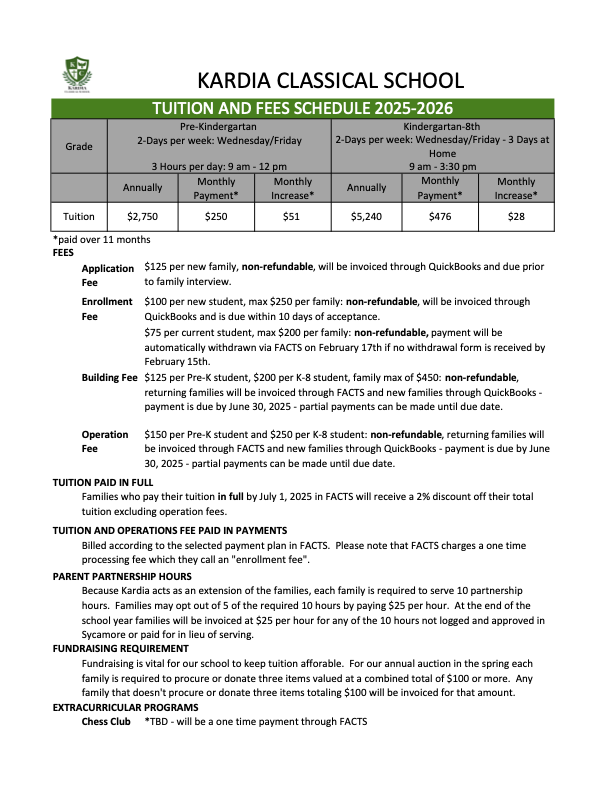 KARDIA
CLASSICAL SCHOOL
KARDIA CLASSICAL SCHOOL
TUITION AND FEES SCHEDULE 2025-2026
Grade
Pre-Kindergartan
2-Days per week: Wednesday/Friday
3 Hours per day: 9 am - 12 pm
Kindergartan-8th
2-Days per week: Wednesday/Friday - 3 Days at
Home
9 am - 3:30 pm
Annually
Monthly
Payment*
Monthly
Increase*
Annually
Monthly
Payment*
Monthly
Increase*
Tuition $2,750 $250 $51 $5,240 $476 $28
*paid over 11 months
FEES
Application
Fee
$125 per new family, non-refundable, will be invoiced through QuickBooks and due prior
to family interview.
Enrollment
Fee
$100 per new student, max $250 per family: non-refundable, will be invoiced through
QuickBooks and is due within 10 days of acceptance.
$75 per current student, max $200 per family: non-refundable, payment will be
automatically withdrawn via FACTS on February 17th if no withdrawal form is received by
February 15th.
Building Fee $125 per Pre-K student, $200 per K-8 student, family max of $450: non-refundable,
returning families will be invoiced through FACTS and new families through QuickBooks -
payment is due by June 30, 2025 - partial payments can be made until due date.
Operation
Fee
$150 per Pre-K student and $250 per K-8 student: non-refundable, returning families will
be invoiced through FACTS and new families through QuickBooks - payment is due by June
30, 2025 - partial payments can be made until due date.
TUITION PAID IN FULL
Families who pay their tuition in full by July 1, 2025 in FACTS will receive a 2% discount off their total
tuition excluding operation fees.
TUITION AND OPERATIONS FEE PAID IN PAYMENTS
Billed according to the selected payment plan in FACTS. Please note that FACTS charges a one time
processing fee which they call an "enrollment fee".
PARENT PARTNERSHIP HOURS
Because Kardia acts as an extension of the families, each family is required to serve 10 partnership
hours. Families may opt out of 5 of the required 10 hours by paying $25 per hour. At the end of the
school year families will be invoiced at $25 per hour for any of the 10 hours not logged and approved in
Sycamore or paid for in lieu of serving.
FUNDRAISING REQUIREMENT
Fundraising is vital for our school to keep tuition afforable. For our annual auction in the spring each
family is required to procure or donate three items valued at a combined total of $100 or more. Any
family that doesn't procure or donate three items totaling $100 will be invoiced for that amount.
EXTRACURRICULAR PROGRAMS
Chess Club *TBD - will be a one time payment through FACTS